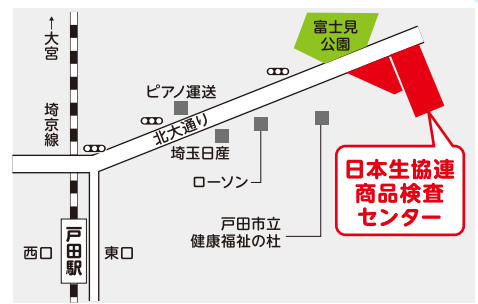 ↑大宮
埼京線
富士見
公園
ピアノ運送
北大通り
埼玉日産
ローソン
日本生協連
商品検査
センター
戸田市立
健康福祉の杜
西口
戸田駅
東口